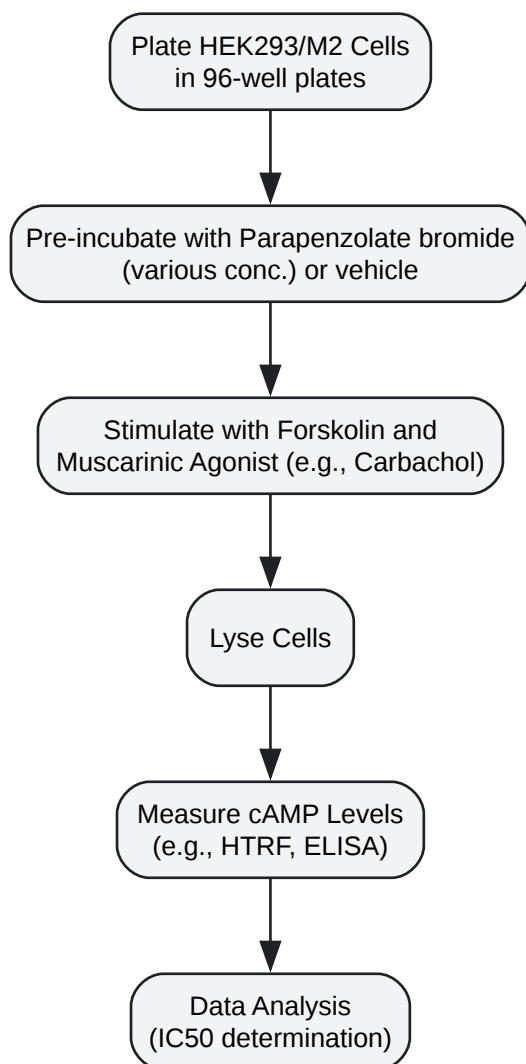 Plate HEK293/M2 Cells
in 96-well plates
Pre-incubate with Parapenzolate bromide
(various conc.) or vehicle
Stimulate with Forskolin and
Muscarinic Agonist (e.g., Carbachol)
Lyse Cells
Measure cAMP Levels
(e.g., HTRF, ELISA)
Data Analysis
(IC50 determination)